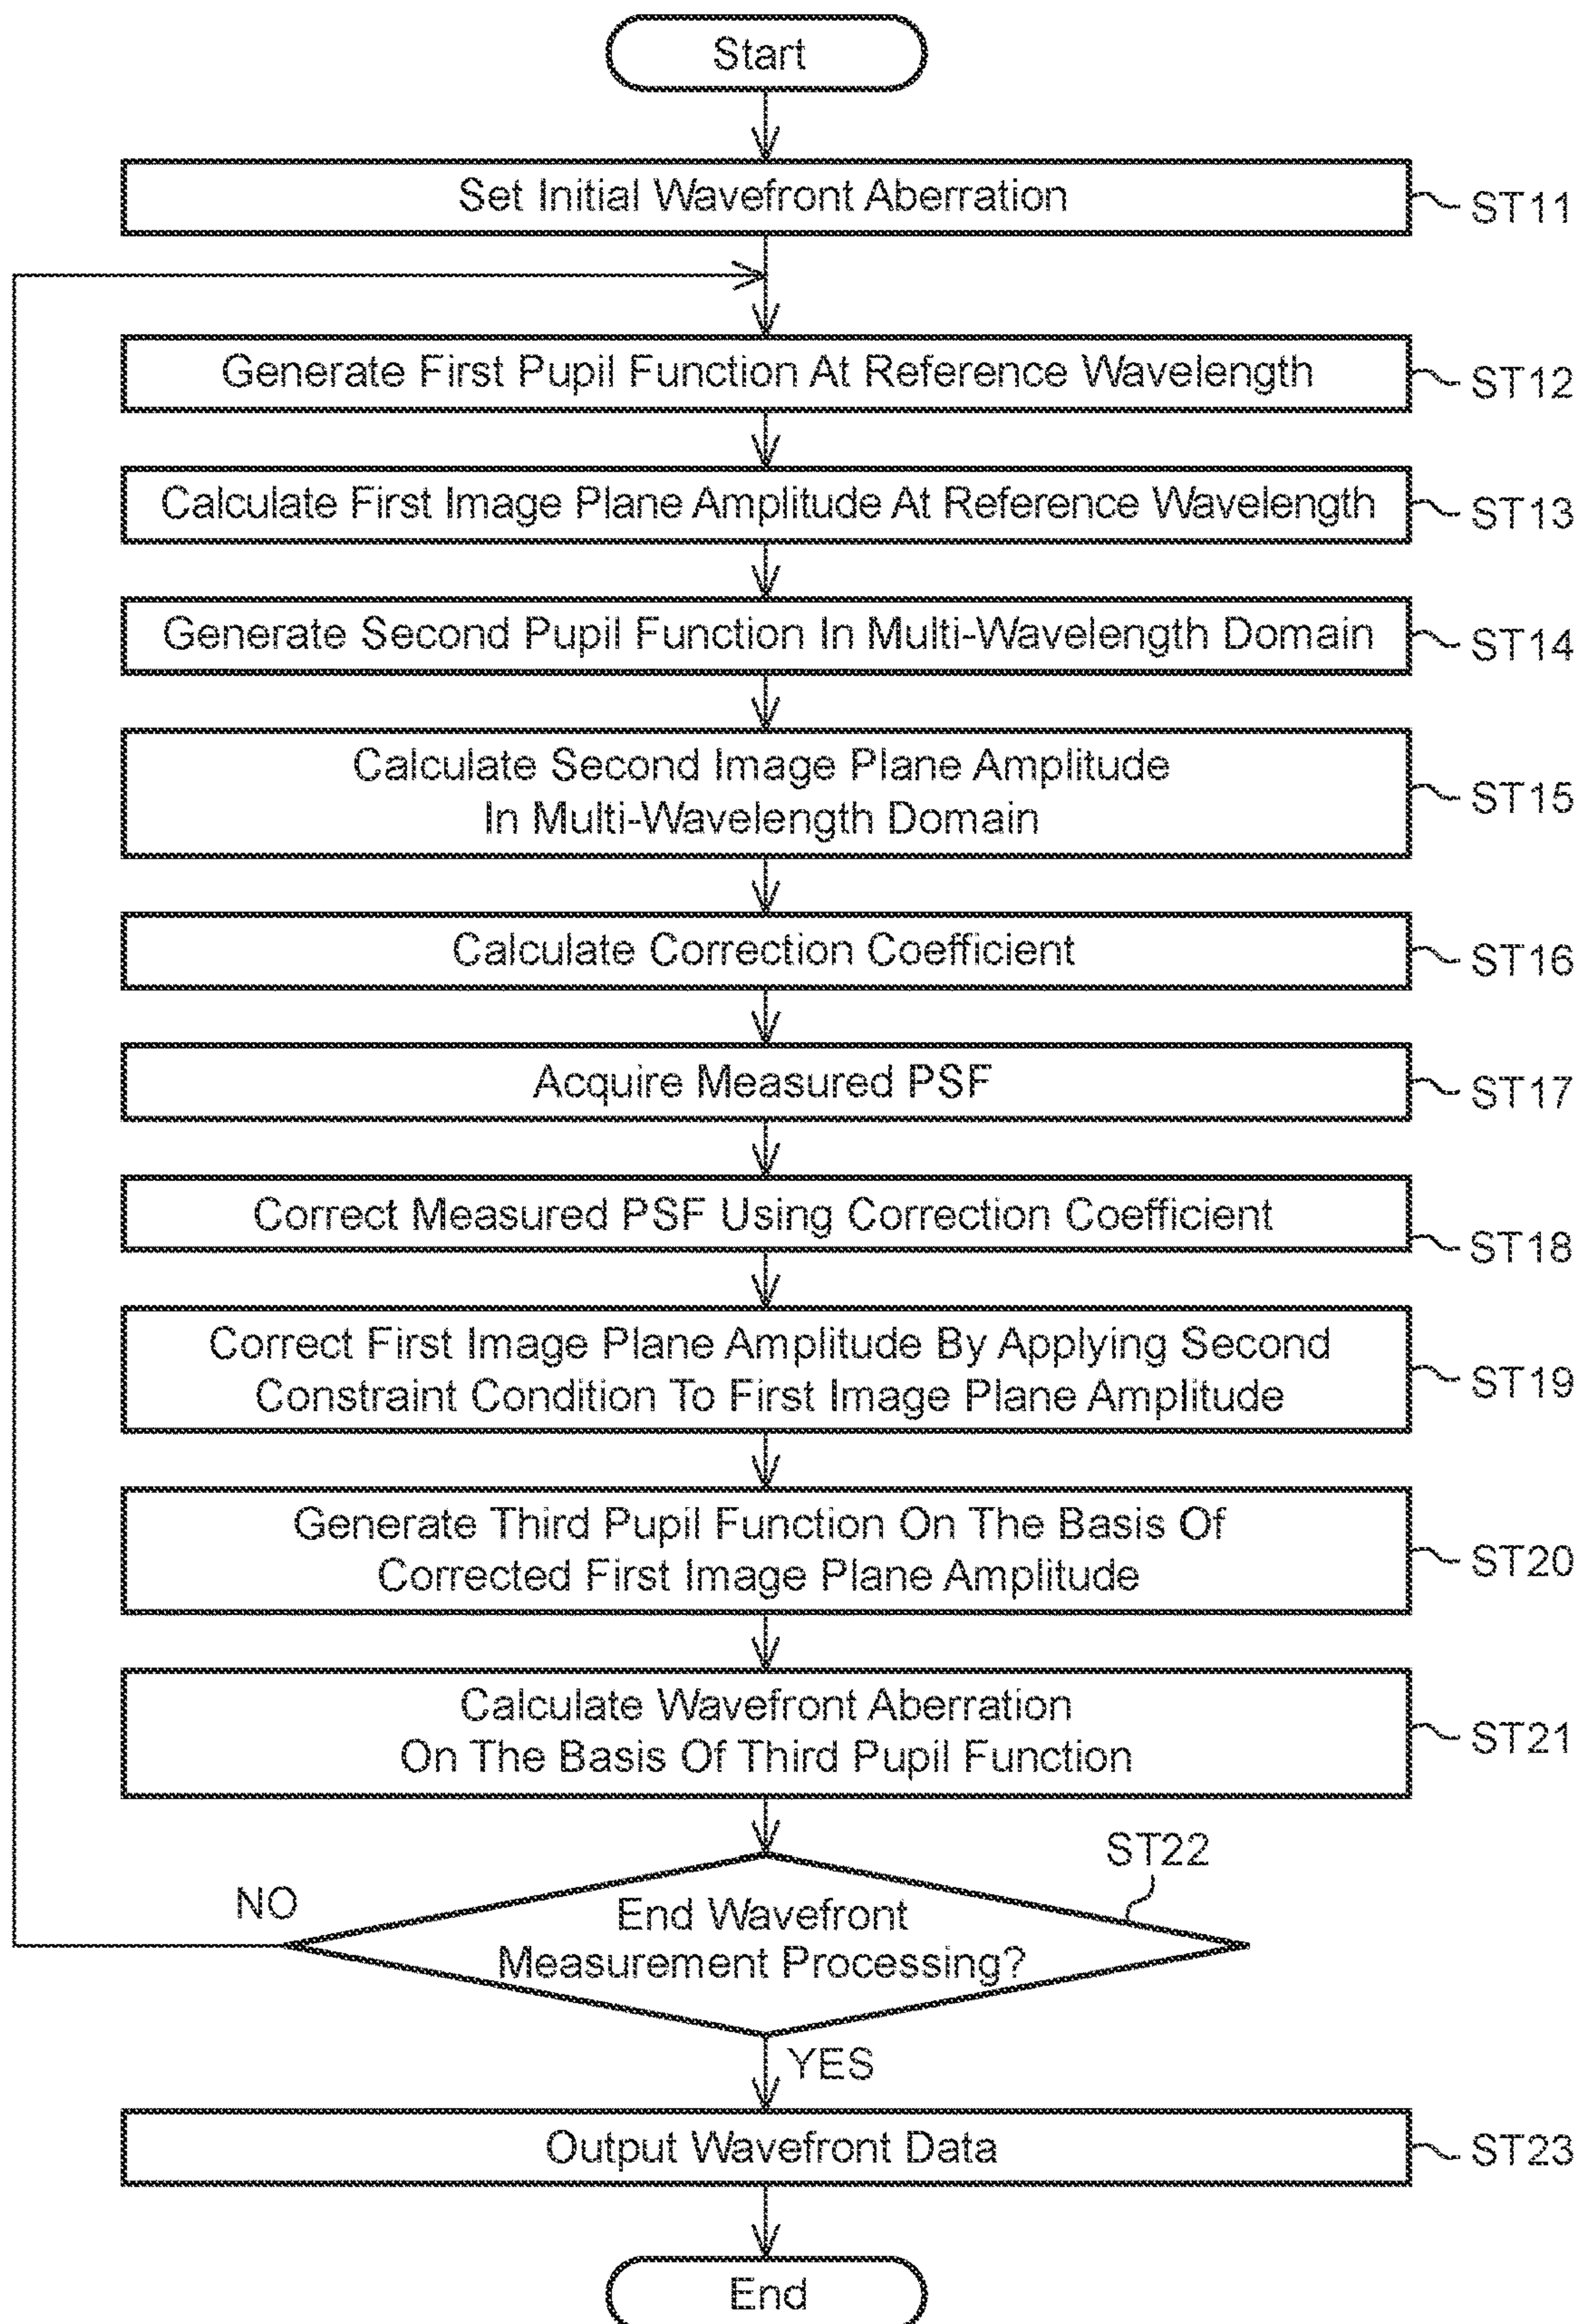 Start
Set Initial Wavefront Aberration
ST11
Generate First Pupil Function At Reference Wavelength
ST12
Calculate First Image Plane Amplitude At Reference Wavelength
ST13
Generate Second Pupil Function In Multi-Wavelength Domain
ST14
Calculate Second Image Plane Amplitude
In Multi-Wavelength Domain
ST15
Calculate Correction Coefficient
ST16
Acquire Measured PSF
ST17
Correct Measured PSF Using Correction Coefficient
ST18
Correct First Image Plane Amplitude By Applying Second
Constraint Condition To First Image Plane Amplitude
ST19
Generate Third Pupil Function On The Basis Of
Corrected First Image Plane Amplitude
ST20
Calculate Wavefront Aberration
On The Basis Of Third Pupil Function
ST21
ST22
NO
End Wavefront
Measurement Processing?
YES
Output Wavefront Data
ST23
End